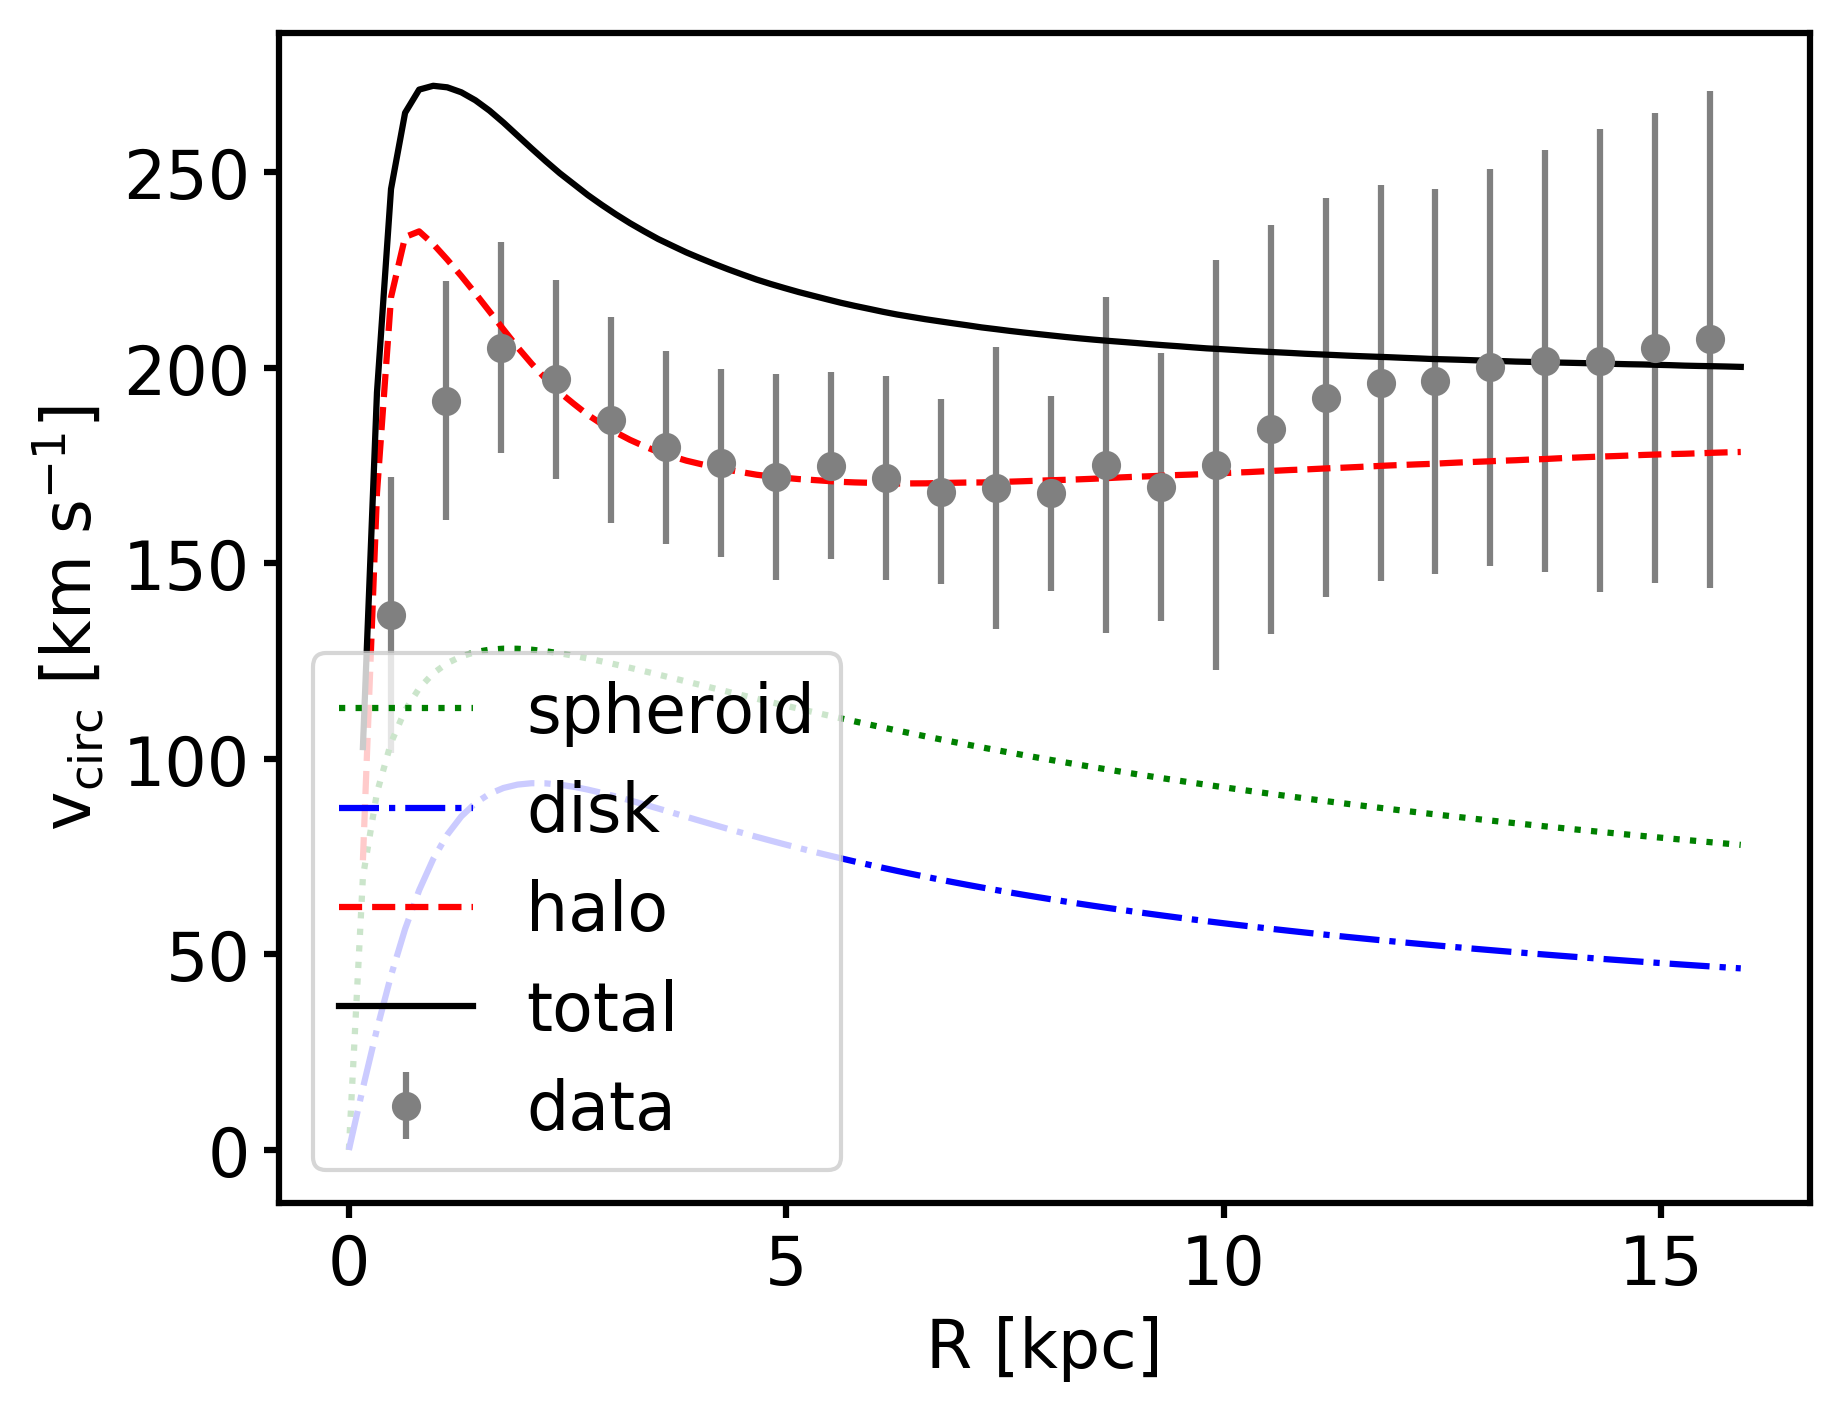 250
200
150
100
50
0
v_circ [km s⁻¹]
spheroid
disk
halo
total
data
0 5 10 15
R [kpc]